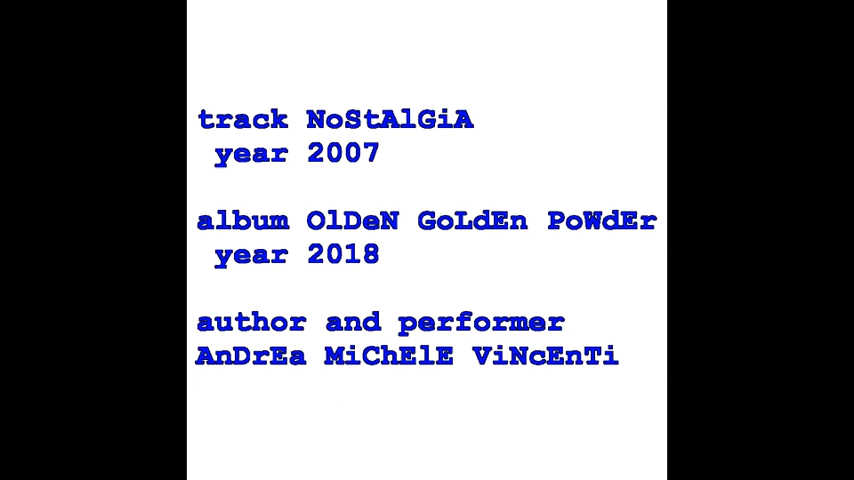 track NoStAlGiA
year 2007
album OlDeN GoLdEn PoWdEr
year 2018
author and performer
AnDrEa MiChElE ViNcEnTi